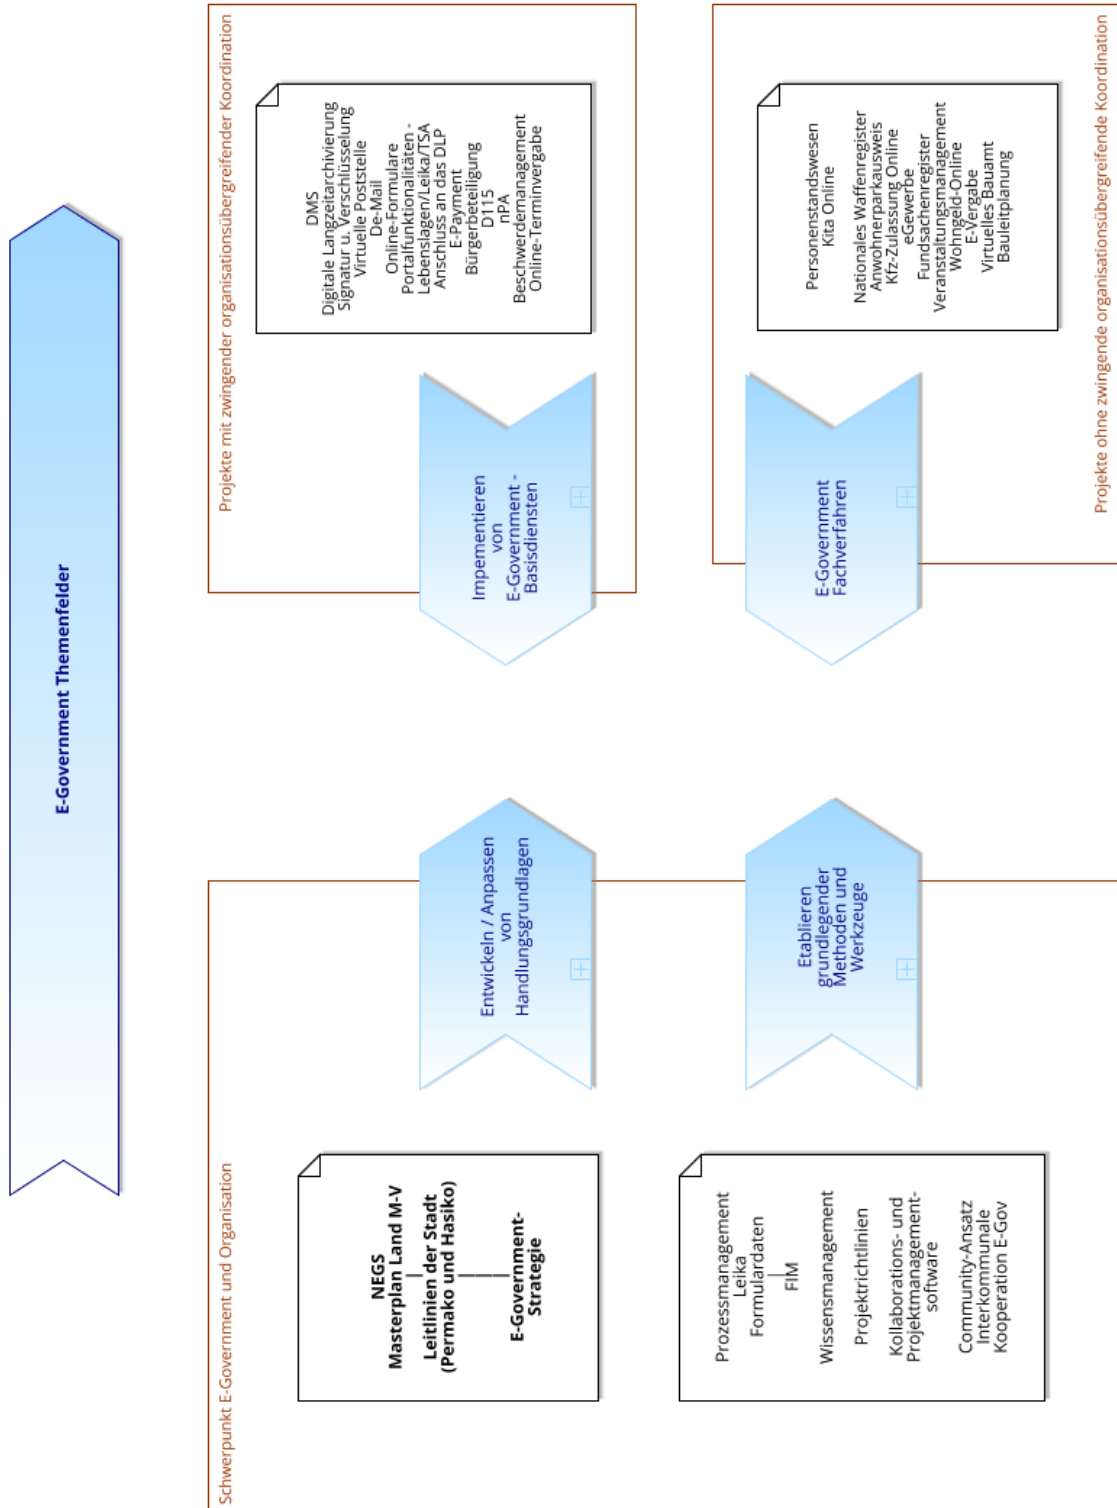 E-Government Themenfelder
Schwerpunkt E-Government und Organisation
NEGS
Masterplan Land M-V
Leitlinien der Stadt
(Permako und Hasiko)
E-Government-
Strategie
Entwickeln / Anpassen
von
Handlungsgrundlagen
Prozessmanagement
Leika
Formulardaten
FIM
Wissensmanagement
Projektrichtlinien
Kollaborations- und
Projektmanagement-
software
Community-Ansatz
Interkommunale
Kooperation E-Gov
Etablieren
grundlegender
Methoden und
Werkzeuge
Projekte mit zwingender organisationsübergreifender Koordination
Impementieren
von
E-Government -
Basisdiensten
DMS
Digitale Langzeitarchivierung
Signatur u. Verschlüsselung
Virtuelle Poststelle
De-Mail
Online-Formulare
Portalfunktionalitäten -
Lebenslagen/Leika/TSA
Anschluss an das DLP
E-Payment
Bürgerbeteiligung
D115
nPA
Beschwerdemanagement
Online-Terminvergabe
E-Government
Fachverfahren
Personenstandswesen
Kita Online
Nationales Waffenregister
Anwohnerparkausweis
Kfz-Zulassung Online
eGewerbe
Fundsachenregister
Veranstaltungsmanagement
Wohngeld-Online
E-Vergabe
Virtuelles Bauamt
Bauleitplanung
Projekte ohne zwingende organisationsübergreifende Koordination